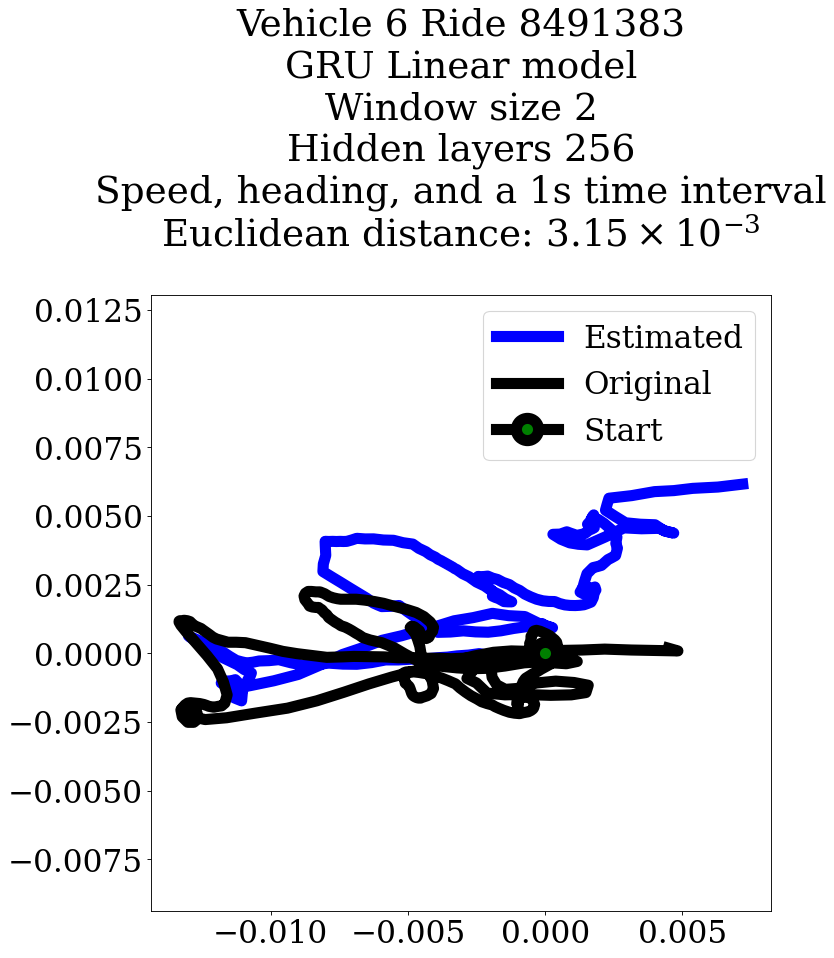 Vehicle 6 Ride 8491383
GRU Linear model
Window size 2
Hidden layers 256
Speed, heading, and a 1s time interval
Euclidean distance: 3.15 × 10⁻³
0.0125
0.0100
0.0075
0.0050
0.0025
0.0000
−0.0025
−0.0050
−0.0075
Estimated
Original
Start
−0.010 −0.005 0.000 0.005